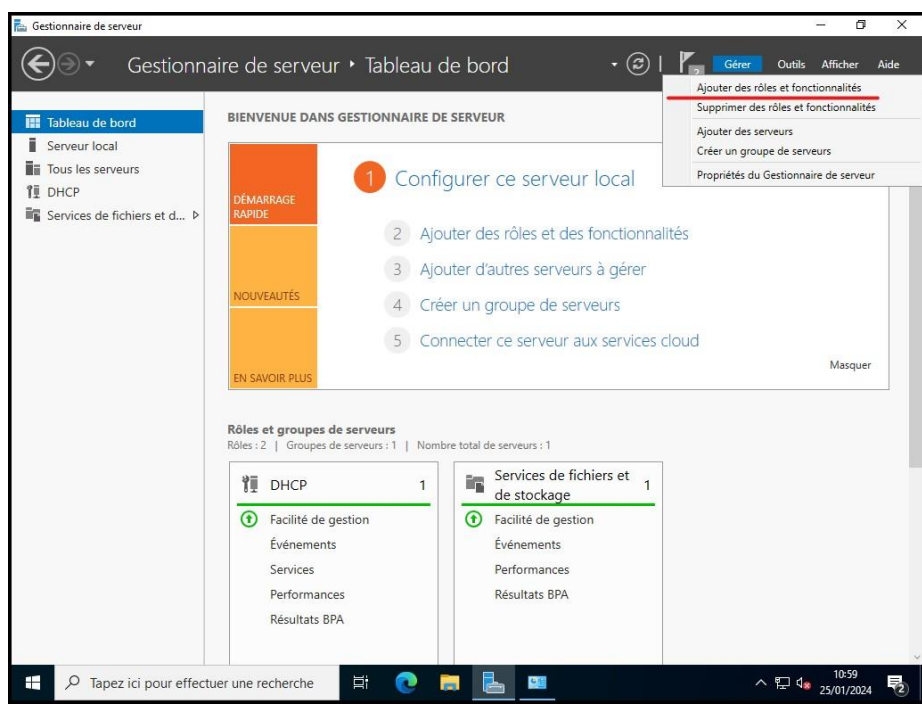 Gestionnaire de serveur
Gestionnaire de serveur • Tableau de bord
2
Gérer Outils Afficher Aide
Ajouter des rôles et fonctionnalités
Supprimer des rôles et fonctionnalités
Ajouter des serveurs
Créer un groupe de serveurs
Propriétés du Gestionnaire de serveur
Tableau de bord
Serveur local
Tous les serveurs
DHCP
Services de fichiers et d...
BIENVENUE DANS GESTIONNAIRE DE SERVEUR
DÉMARRAGE
RAPIDE
NOUVEAUTÉS
EN SAVOIR PLUS
1 Configurer ce serveur local
2 Ajouter des rôles et des fonctionnalités
3 Ajouter d'autres serveurs à gérer
4 Créer un groupe de serveurs
5 Connecter ce serveur aux services cloud
Masquer
Rôles et groupes de serveurs
Rôles : 2 | Groupes de serveurs : 1 | Nombre total de serveurs : 1
DHCP 1
Facilité de gestion
Événements
Services
Performances
Résultats BPA
Services de fichiers et
de stockage 1
Facilité de gestion
Événements
Performances
Résultats BPA
Tapez ici pour effectuer une recherche
10:59
25/01/2024
2